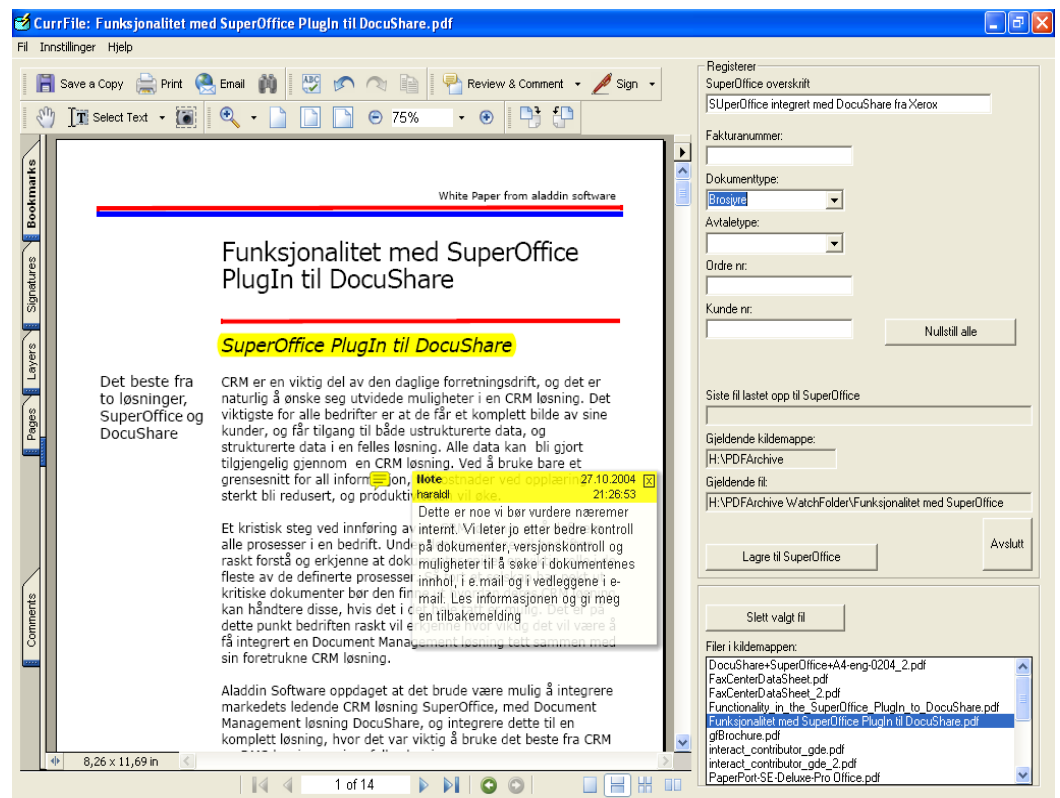 CurrFile: Funksjonalitet med SuperOffice PlugIn til DocuShare.pdf
Fil Innstillinger Hjelp
Save a Copy Print Email Review & Comment Sign
Select Text 75%
Bookmarks
Signatures
Layers
Pages
Comments
White Paper from aladdin software
Funksjonalitet med SuperOffice
PlugIn til DocuShare
SuperOffice PlugIn til DocuShare
Det beste fra
to løsninger,
SuperOffice og
DocuShare
CRM er en viktig del av den daglige forretningsdrift, og det er
naturlig å ønske seg utvidede muligheter i en CRM løsning. Det
viktigste for alle bedrifter er at de får et komplett bilde av sine
kunder, og får tilgang til både ustrukturerte data, og
strukturerte data i en felles løsning. Alle data kan bli gjort
tilgjengelig gjennom en CRM løsning. Ved å bruke bare et
grensesnitt for all informasjon, kostnader ved opplæring
sterkt bli redusert, og produktiv vil øke.
Note 27.10.2004
haraldl 21:26:53
Dette er noe vi bør vurdere næremer
internt. Vi leter jo etter bedre kontroll
på dokumenter, versjonskontroll og
muligheter til å søke i dokumentenes
innhol, i e.mail og i vedleggene i e-
mail. Les informasjonen og gi meg
en tilbakemelding
Et kristisk steg ved innføring av
alle prosesser i en bedrift. Und
raskt forstå og erkjenne at dok
fleste av de definerte prosesser
kritiske dokumenter bør den fin
kan håndtere disse, hvis det i d Det er på
dette punkt bedriften raskt vil erkjenne hvor viktig det vil være å
få integrert en Document Management løsning tett sammen med
sin foretrukne CRM løsning.
Aladdin Software oppdaget at det brude være mulig å integrere
markedets ledende CRM løsning SuperOffice, med Document
Management løsning DocuShare, og integrere dette til en
komplett løsning, hvor det var viktig å bruke det beste fra CRM
8,26 x 11,69 in
1 of 14
Registerer
SuperOffice overskrift
SUperOffice integrert med DocuShare fra Xerox
Fakturanummer:
Dokumenttype:
Brosjyre
Avtaletype:
Ordre nr:
Kunde nr:
Nullstill alle
Siste fil lastet opp til SuperOffice
Gjeldende kildemappe:
H:\PDFArchive
Gjeldende fil:
H:\PDFArchive WatchFolder\Funksjonalitet med SuperOffice
Lagre til SuperOffice
Avslutt
Slett valgt fil
Filer i kildemappen:
DocuShare+SuperOffice+A4-eng-0204_2.pdf
FaxCenterDataSheet.pdf
FaxCenterDataSheet_2.pdf
Functionality_in_the_SuperOffice_PlugIn_to_DocuShare.pdf
Funksjonalitet med SuperOffice PlugIn til DocuShare.pdf
gfBrochure.pdf
interact_contributor_gde.pdf
interact_contributor_gde_2.pdf
PaperPort-SE-Deluxe-Pro Office.pdf